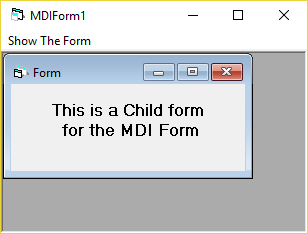 MDIForm1
Show The Form
Form
This is a Child form
for the MDI Form